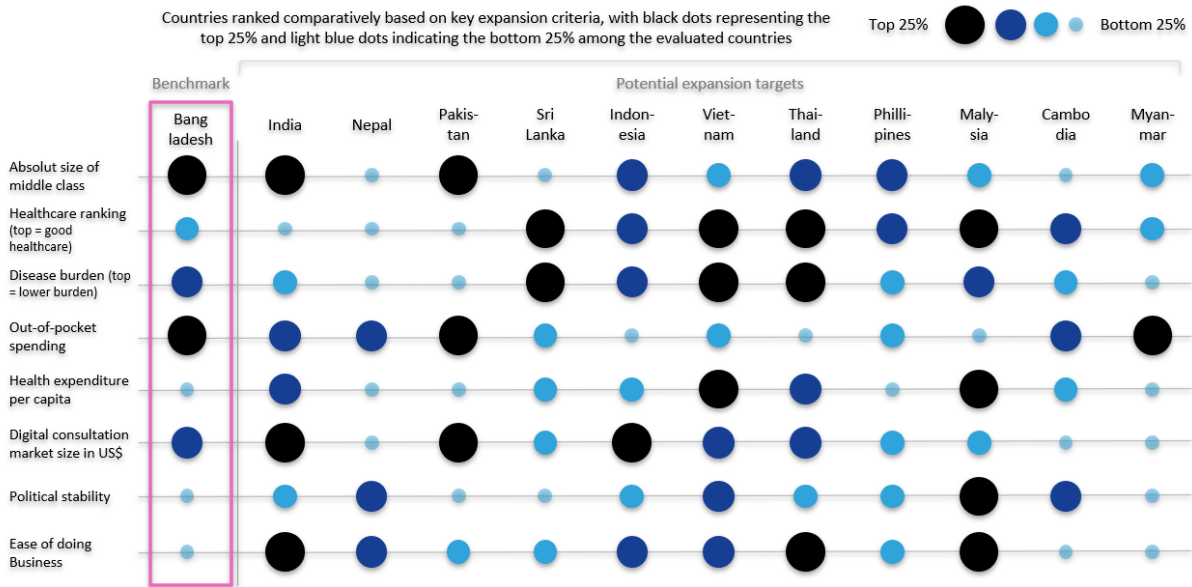 Countries ranked comparatively based on key expansion criteria, with black dots representing the
top 25% and light blue dots indicating the bottom 25% among the evaluated countries
Top 25%
Bottom 25%
Benchmark
Potential expansion targets
Bang
ladesh
India
Nepal
Pakis-
tan
Sri
Lanka
Indon-
esia
Viet-
nam
Thai-
land
Phili-
pines
Maly-
sia
Cambo
dia
Myan-
mar
Absolut size of
middle class
Healthcare ranking
(top = good
healthcare)
Disease burden (top
= lower burden)
Out-of-pocket
spending
Health expenditure
per capita
Digital consultation
market size in US$
Political stability
Ease of doing
Business